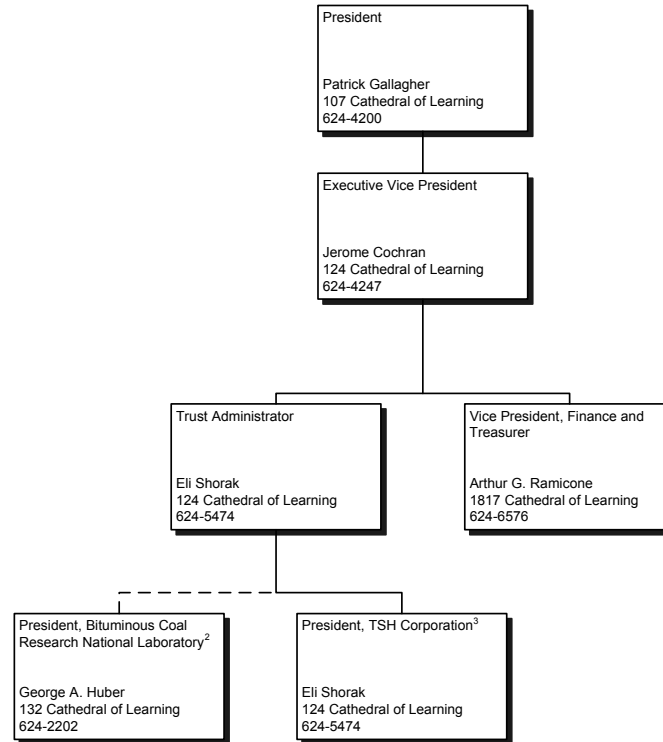 President
Patrick Gallagher
107 Cathedral of Learning
624-4200
Executive Vice President
Jerome Cochran
124 Cathedral of Learning
624-4247
Trust Administrator
Eli Shorak
124 Cathedral of Learning
624-5474
Vice President, Finance and
Treasurer
Arthur G. Ramicone
1817 Cathedral of Learning
624-6576
President, Bituminous Coal
Research National Laboratory²
George A. Huber
132 Cathedral of Learning
624-2202
President, TSH Corporation³
Eli Shorak
124 Cathedral of Learning
624-5474